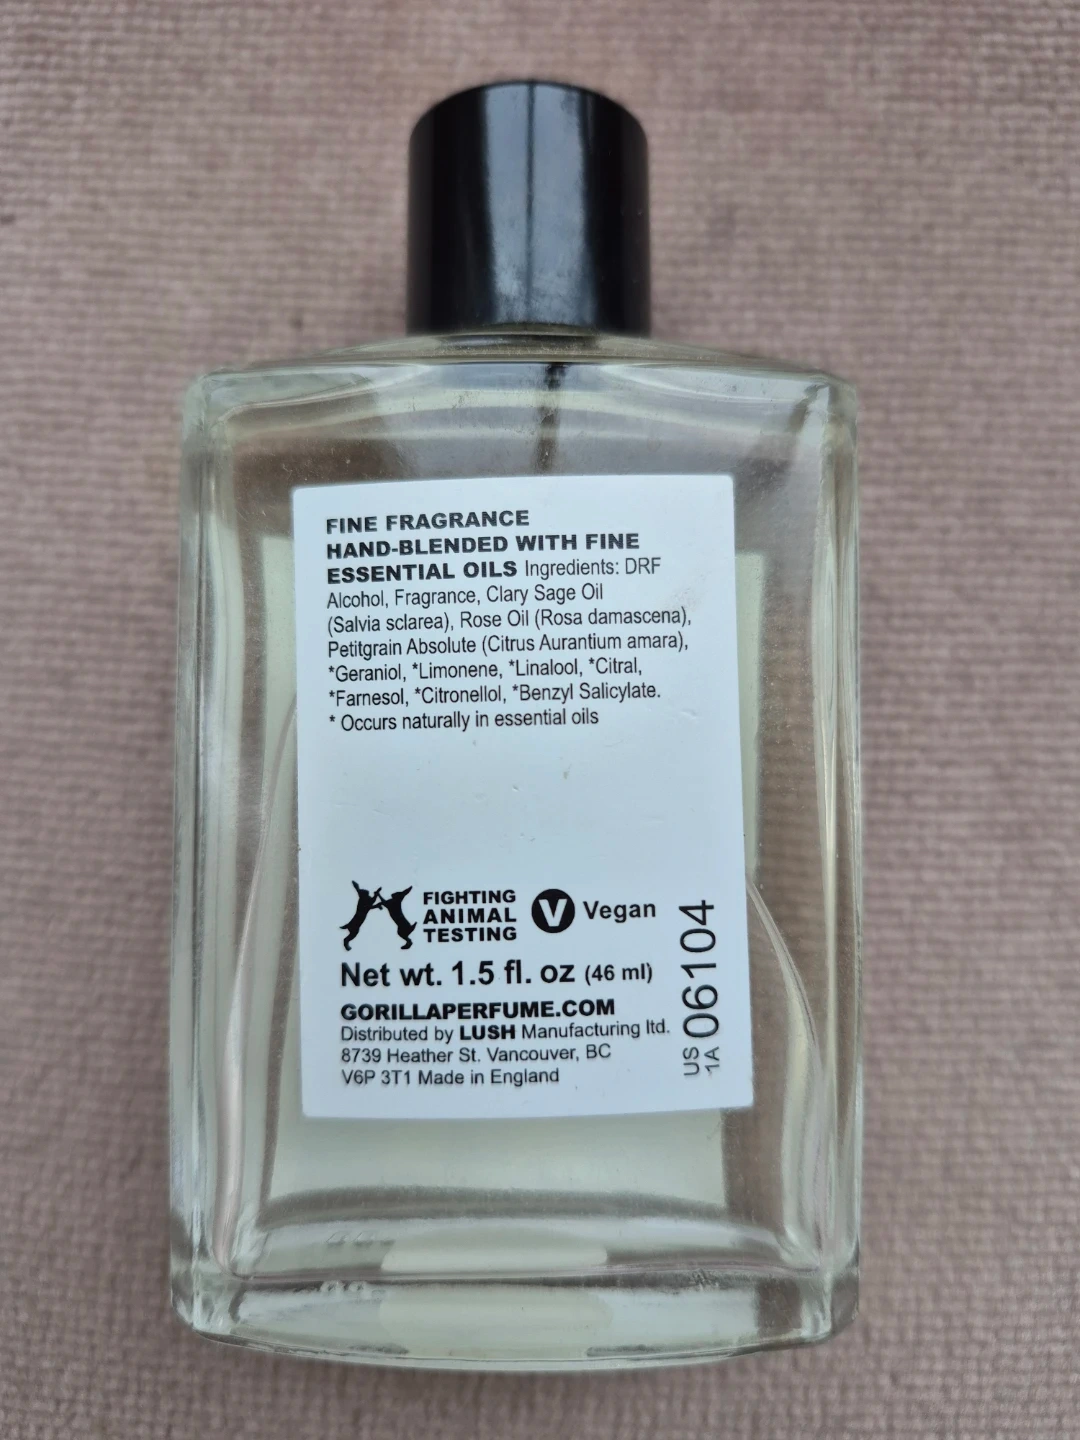 FINE FRAGRANCE
HAND-BLENDED WITH FINE
ESSENTIAL OILS Ingredients: DRF
Alcohol, Fragrance, Clary Sage Oil
(Salvia sclarea), Rose Oil (Rosa damascena),
Petitgrain Absolute (Citrus Aurantium amara),
*Geraniol, *Limonene, *Linalool, *Citral,
*Farnesol, *Citronellol, *Benzyl Salicylate.
* Occurs naturally in essential oils
FIGHTING
ANIMAL
TESTING
V Vegan
Net wt. 1.5 fl. oz (46 ml)
GORILLAPERFUME.COM
Distributed by LUSH Manufacturing ltd.
8739 Heather St. Vancouver, BC
V6P 3T1 Made in England
US
1A
06104